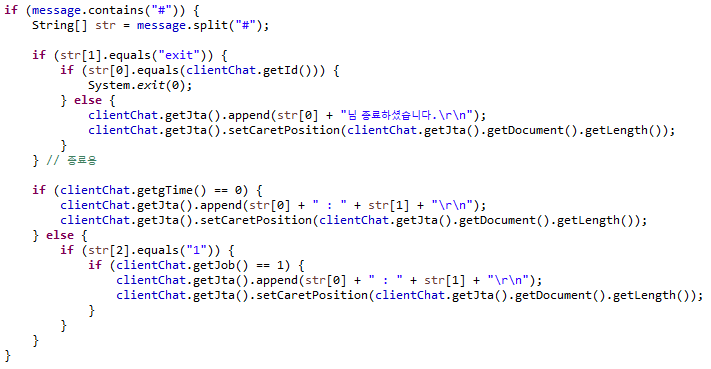 if (message.contains("#")) {
    String[] str = message.split("#");

    if (str[1].equals("exit")) {
        if (str[0].equals(clientChat.getId())) {
            System.exit(0);
        } else {
            clientChat.getJta().append(str[0] + "님 종료하셨습니다.\r\n");
            clientChat.getJta().setCaretPosition(clientChat.getJta().getDocument().getLength());
        }
    } // 종료용

    if (clientChat.getgTime() == 0) {
        clientChat.getJta().append(str[0] + " : " + str[1] + "\r\n");
        clientChat.getJta().setCaretPosition(clientChat.getJta().getDocument().getLength());
    } else {
        if (str[2].equals("1")) {
            if (clientChat.getJob() == 1) {
                clientChat.getJta().append(str[0] + " : " + str[1] + "\r\n");
                clientChat.getJta().setCaretPosition(clientChat.getJta().getDocument().getLength());
            }
        }
    }
}